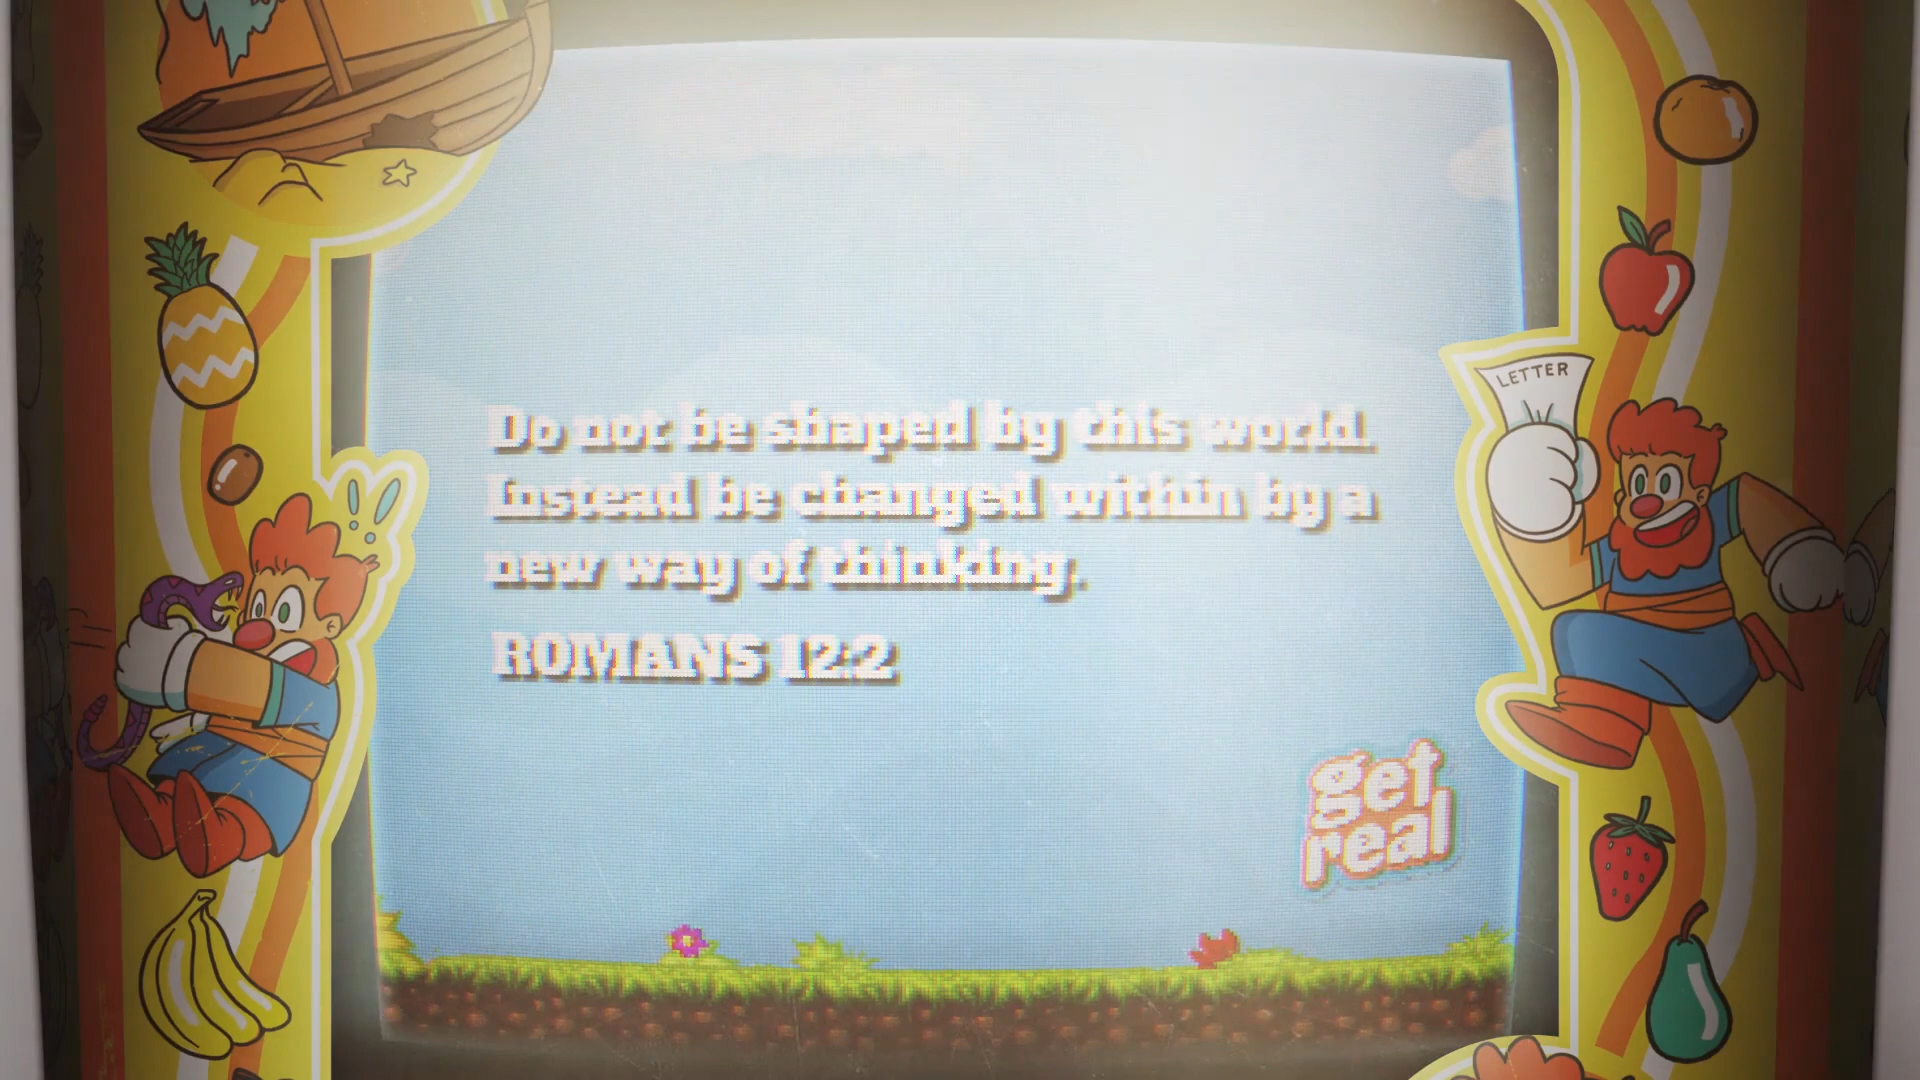 LETTER
Do not be shaped by this world.
Instead be changed within by a
new way of thinking.
ROMANS 12:2
get
real